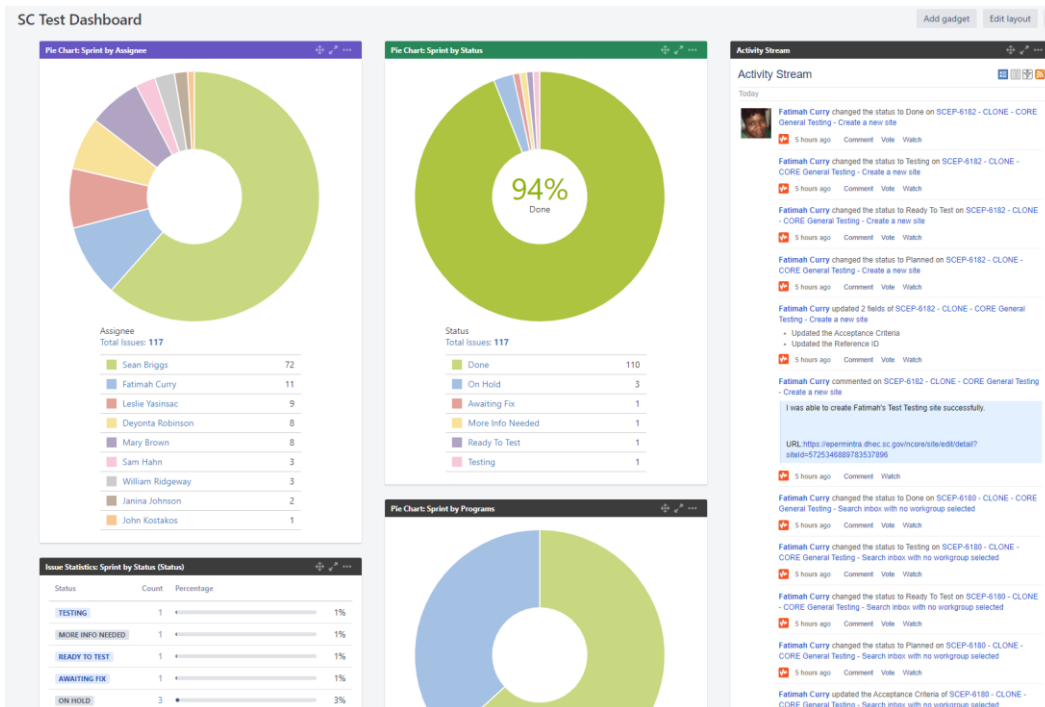 SC Test Dashboard
Add gadget Edit layout
Pie Chart: Sprint by Assignee
Assignee
Total Issues: 117
Sean Briggs 72
Fatimah Curry 11
Leslie Yasinsac 9
Deyonta Robinson 8
Mary Brown 8
Sam Hahn 3
William Ridgeway 3
Janina Johnson 2
John Kostakos 1
Issue Statistics: Sprint by Status (Status)
Status Count Percentage
TESTING 1 1%
MORE INFO NEEDED 1 1%
READY TO TEST 1 1%
AWAITING FIX 1 1%
ON HOLD 3 3%
Pie Chart: Sprint by Status
94%
Done
Status
Total Issues: 117
Done 110
On Hold 3
Awaiting Fix 1
More Info Needed 1
Ready To Test 1
Testing 1
Pie Chart: Sprint by Programs
Activity Stream
Activity Stream
Today
Fatimah Curry changed the status to Done on SCEP-6182 - CLONE - CORE
General Testing - Create a new site
5 hours ago Comment Vote Watch
Fatimah Curry changed the status to Testing on SCEP-6182 - CLONE -
CORE General Testing - Create a new site
5 hours ago Comment Vote Watch
Fatimah Curry changed the status to Ready To Test on SCEP-6182 - CLONE
- CORE General Testing - Create a new site
5 hours ago Comment Vote Watch
Fatimah Curry changed the status to Planned on SCEP-6182 - CLONE -
CORE General Testing - Create a new site
5 hours ago Comment Vote Watch
Fatimah Curry updated 2 fields of SCEP-6182 - CLONE - CORE General
Testing - Create a new site
• Updated the Acceptance Criteria
• Updated the Reference ID
5 hours ago Comment Vote Watch
Fatimah Curry commented on SCEP-6182 - CLONE - CORE General Testing
- Create a new site
I was able to create Fatimah's Test Testing site successfully.
URL:https://epermintra.dhec.sc.gov/ncore/site/edit/detail?
siteId=5725346889783537896
5 hours ago Comment Watch
Fatimah Curry changed the status to Done on SCEP-6180 - CLONE - CORE
General Testing - Search inbox with no workgroup selected
5 hours ago Comment Vote Watch
Fatimah Curry changed the status to Testing on SCEP-6180 - CLONE -
CORE General Testing - Search inbox with no workgroup selected
5 hours ago Comment Vote Watch
Fatimah Curry changed the status to Ready To Test on SCEP-6180 - CLONE
- CORE General Testing - Search inbox with no workgroup selected
5 hours ago Comment Vote Watch
Fatimah Curry changed the status to Planned on SCEP-6180 - CLONE -
CORE General Testing - Search inbox with no workgroup selected
5 hours ago Comment Vote Watch
Fatimah Curry updated the Acceptance Criteria of SCEP-6180 - CLONE -
CORE General Testing - Search inbox with no workgroup selected